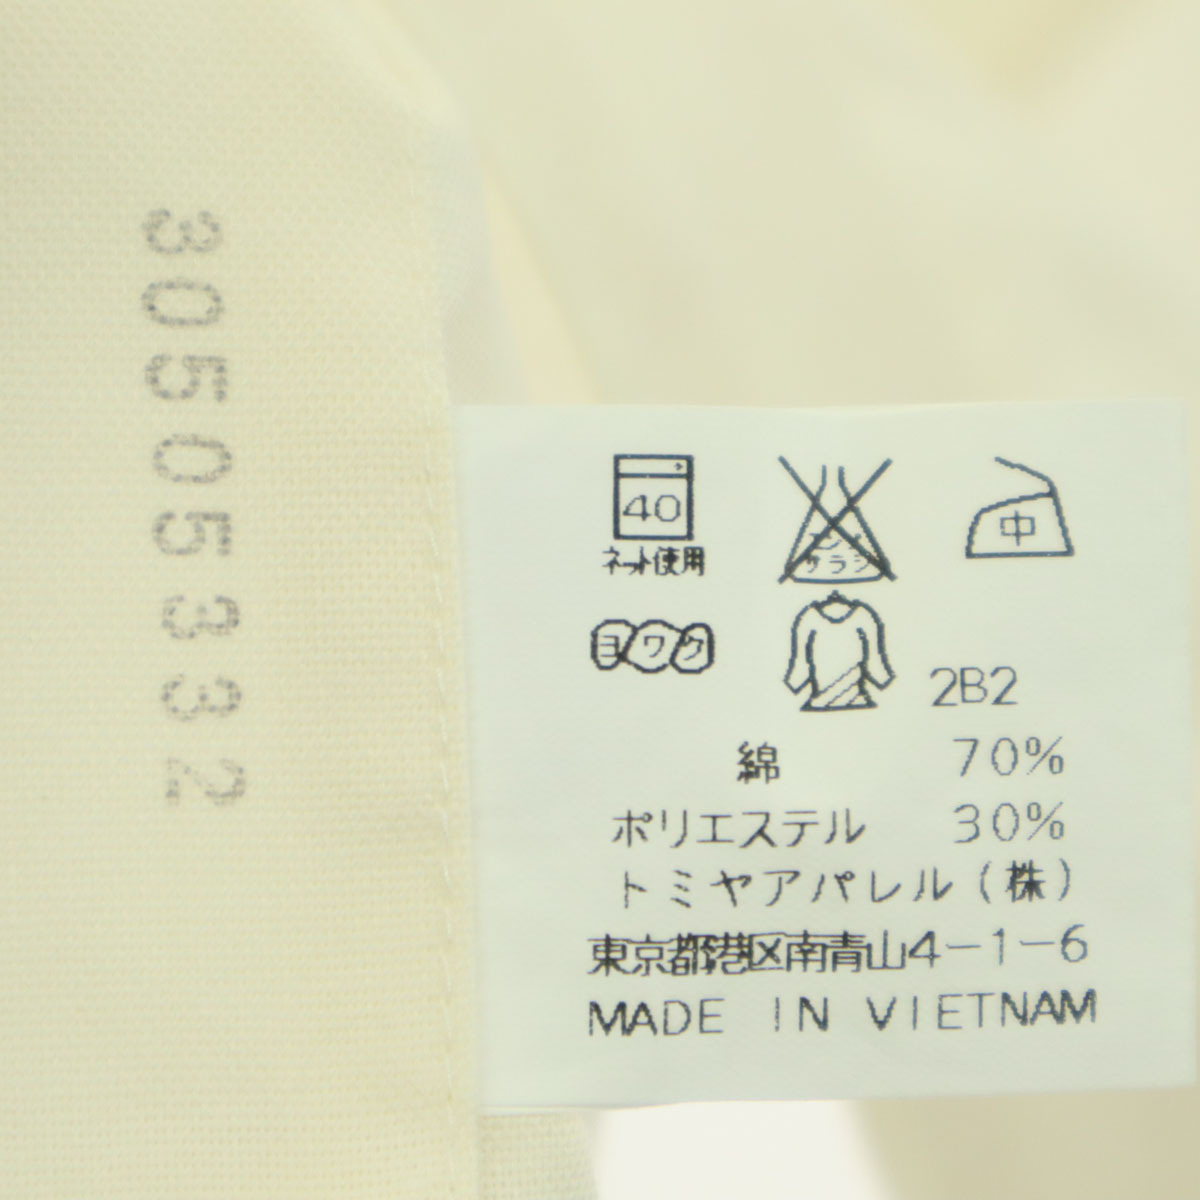 30505332
40
ネット使用
エンソ
サラシ
中
ヨワク
2B2
綿 70%
ポリエステル 30%
トミヤアパレル(株)
東京都港区南青山4-1-6
MADE IN VIETNAM